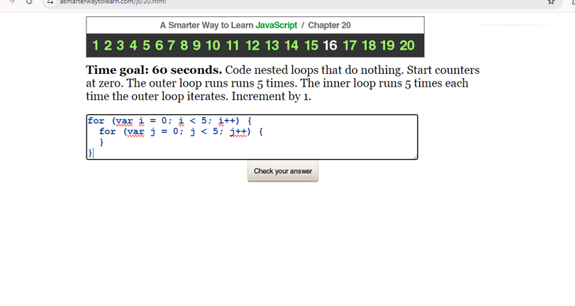 asmarterwaytolearn.com/js/20.html
A Smarter Way to Learn JavaScript / Chapter 20
1 2 3 4 5 6 7 8 9 10 11 12 13 14 15 16 17 18 19 20
Time goal: 60 seconds. Code nested loops that do nothing. Start counters
at zero. The outer loop runs runs 5 times. The inner loop runs 5 times each
time the outer loop iterates. Increment by 1.
for (var i = 0; i < 5; i++) {
for (var j = 0; j < 5; j++) {
}
}
Check your answer